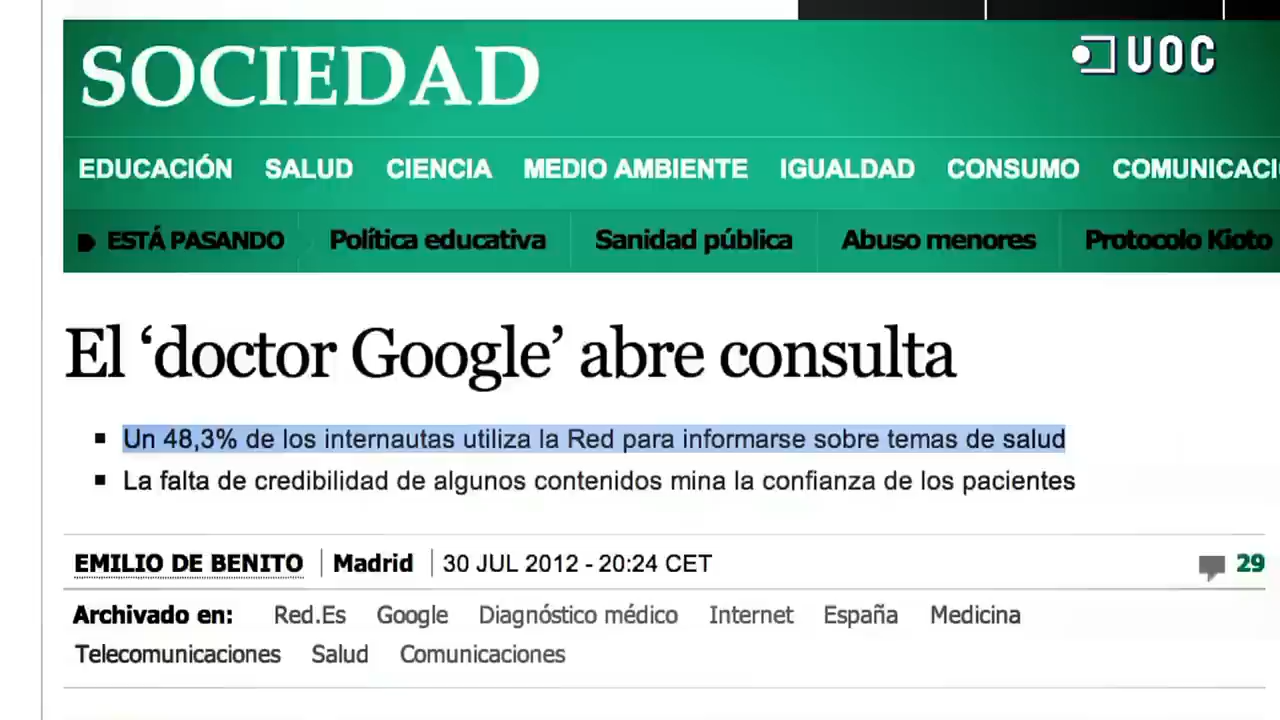 SOCIEDAD
UOC
EDUCACIÓN SALUD CIENCIA MEDIO AMBIENTE IGUALDAD CONSUMO COMUNICACI
ESTÁ PASANDO Política educativa Sanidad pública Abuso menores Protocolo Kioto
El ‘doctor Google’ abre consulta
Un 48,3% de los internautas utiliza la Red para informarse sobre temas de salud
La falta de credibilidad de algunos contenidos mina la confianza de los pacientes
EMILIO DE BENITO Madrid 30 JUL 2012 - 20:24 CET 29
Archivado en: Red.Es Google Diagnóstico médico Internet España Medicina
Telecomunicaciones Salud Comunicaciones